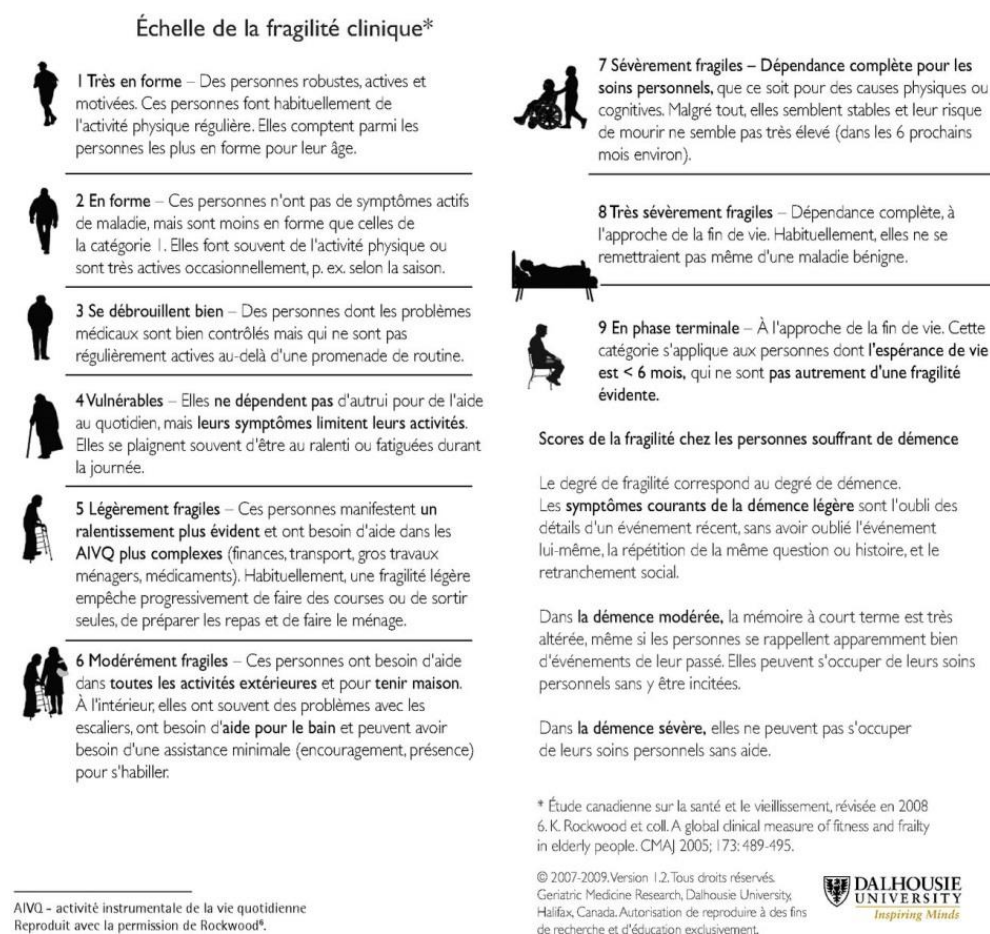 Échelle de la fragilité clinique*
1 Très en forme – Des personnes robustes, actives et
motivées. Ces personnes font habituellement de
l'activité physique régulière. Elles comptent parmi les
personnes les plus en forme pour leur âge.
2 En forme – Ces personnes n'ont pas de symptômes actifs
de maladie, mais sont moins en forme que celles de
la catégorie 1. Elles font souvent de l'activité physique ou
sont très actives occasionnellement, p. ex. selon la saison.
3 Se débrouillent bien – Des personnes dont les problèmes
médicaux sont bien contrôlés mais qui ne sont pas
régulièrement actives au-delà d'une promenade de routine.
4 Vulnérables – Elles ne dépendent pas d'autrui pour de l'aide
au quotidien, mais leurs symptômes limitent leurs activités.
Elles se plaignent souvent d'être au ralenti ou fatiguées durant
la journée.
5 Légèrement fragiles – Ces personnes manifestent un
ralentissement plus évident et ont besoin d'aide dans les
AIVQ plus complexes (finances, transport, gros travaux
ménagers, médicaments). Habituellement, une fragilité légère
empêche progressivement de faire des courses ou de sortir
seules, de préparer les repas et de faire le ménage.
6 Modérément fragiles – Ces personnes ont besoin d'aide
dans toutes les activités extérieures et pour tenir maison.
À l'intérieur, elles ont souvent des problèmes avec les
escaliers, ont besoin d'aide pour le bain et peuvent avoir
besoin d'une assistance minimale (encouragement, présence)
pour s'habiller.
AIVQ - activité instrumentale de la vie quotidienne
Reproduit avec la permission de Rockwood⁶.
7 Sévèrement fragiles – Dépendance complète pour les
soins personnels, que ce soit pour des causes physiques ou
cognitives. Malgré tout, elles semblent stables et leur risque
de mourir ne semble pas très élevé (dans les 6 prochains
mois environ).
8 Très sévèrement fragiles – Dépendance complète, à
l'approche de la fin de vie. Habituellement, elles ne se
remettraient pas même d'une maladie bénigne.
9 En phase terminale – À l'approche de la fin de vie. Cette
catégorie s'applique aux personnes dont l'espérance de vie
est < 6 mois, qui ne sont pas autrement d'une fragilité
évidente.
Scores de la fragilité chez les personnes souffrant de démence
Le degré de fragilité correspond au degré de démence.
Les symptômes courants de la démence légère sont l'oubli des
détails d'un événement récent, sans avoir oublié l'événement
lui-même, la répétition de la même question ou histoire, et le
retranchement social.
Dans la démence modérée, la mémoire à court terme est très
altérée, même si les personnes se rappellent apparemment bien
d'événements de leur passé. Elles peuvent s'occuper de leurs soins
personnels sans y être incitées.
Dans la démence sévère, elles ne peuvent pas s'occuper
de leurs soins personnels sans aide.
* Étude canadienne sur la santé et le vieillissement, révisée en 2008
6. K. Rockwood et coll. A global clinical measure of fitness and frailty
in elderly people. CMAJ 2005; 173: 489-495.
© 2007-2009. Version 1.2. Tous droits réservés.
Geriatric Medicine Research, Dalhousie University,
Halifax, Canada. Autorisation de reproduire à des fins
de recherche et d'éducation exclusivement.
DALHOUSIE
UNIVERSITY
Inspiring Minds